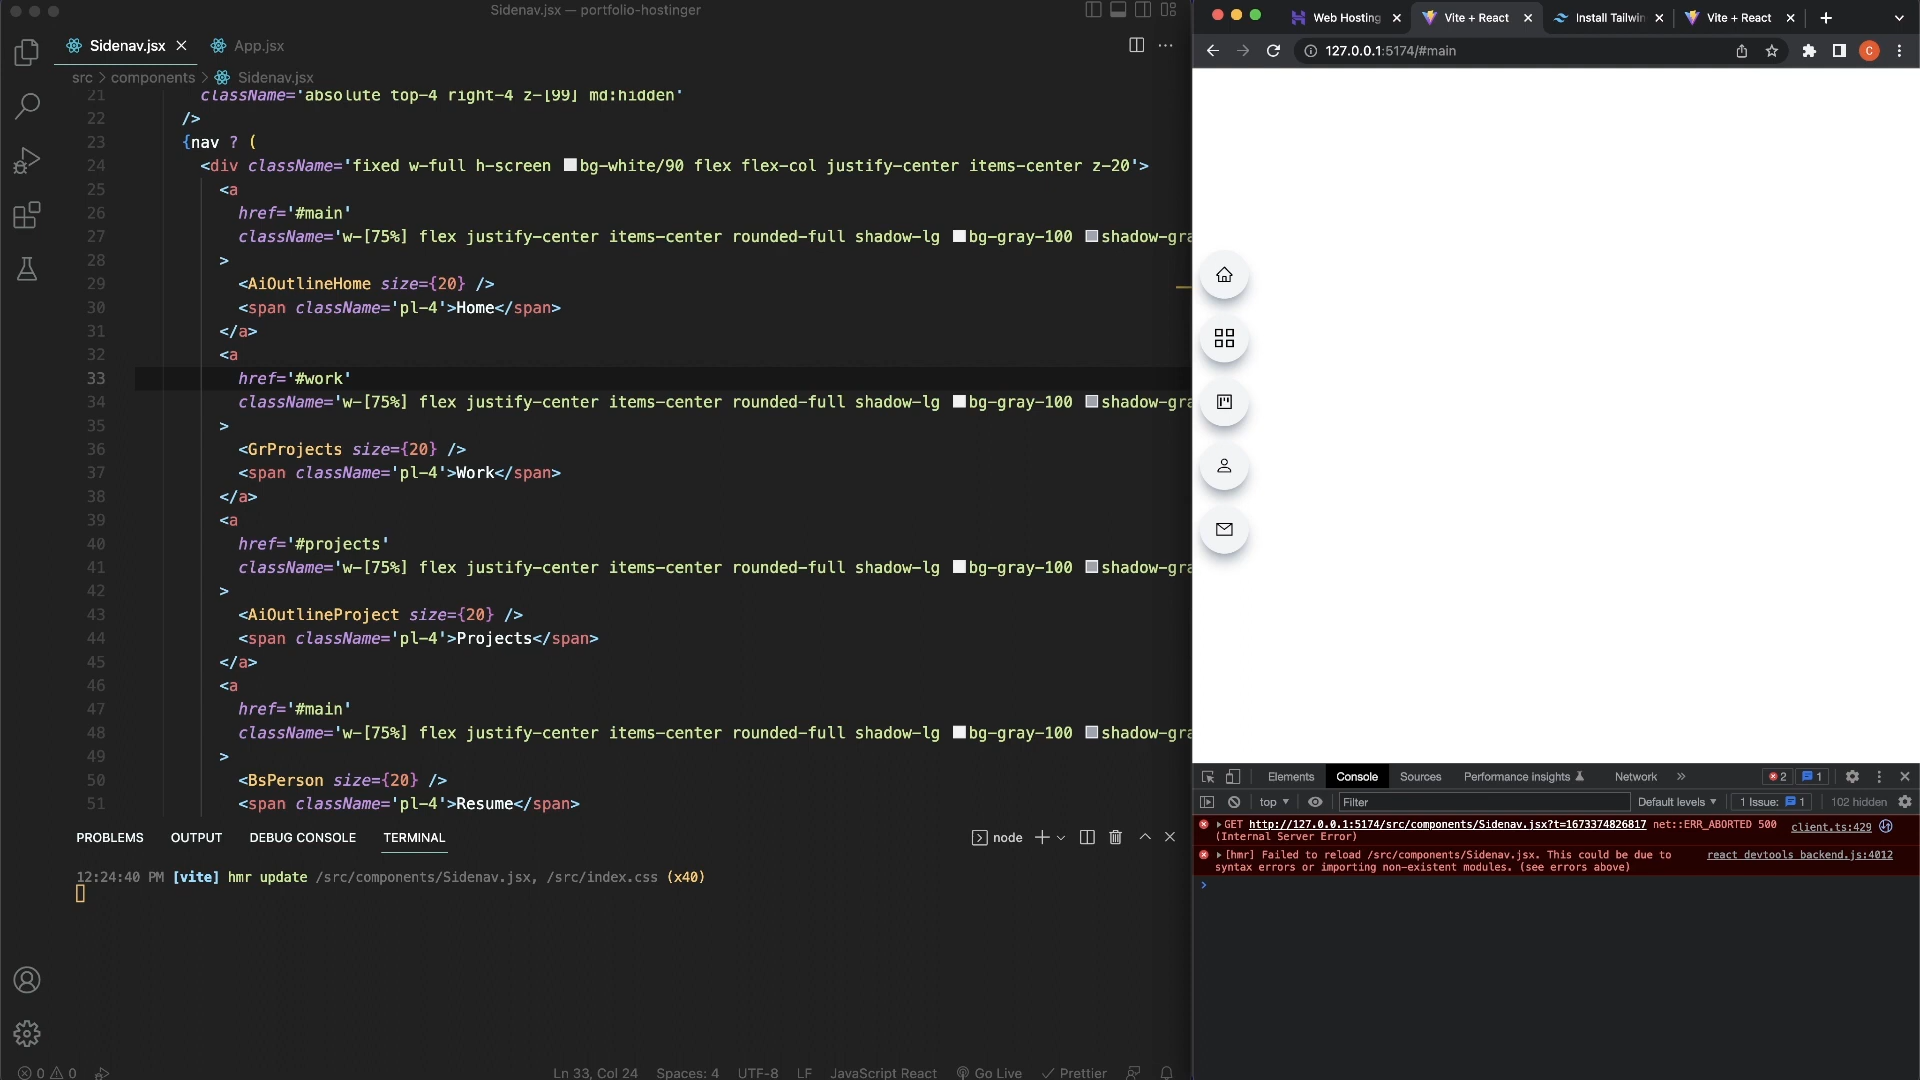 Sidenav.jsx — portfolio-hostinger
Sidenav.jsx
App.jsx
src > components > Sidenav.jsx
21 className='absolute top-4 right-4 z-[99] md:hidden'
22 />
23 {nav ? (
24 <div className='fixed w-full h-screen bg-white/90 flex flex-col justify-center items-center z-20'>
25 <a
26 href='#main'
27 className='w-[75%] flex justify-center items-center rounded-full shadow-lg bg-gray-100 shadow-gra
28 >
29 <AiOutlineHome size={20} />
30 <span className='pl-4'>Home</span>
31 </a>
32 <a
33 href='#work'
34 className='w-[75%] flex justify-center items-center rounded-full shadow-lg bg-gray-100 shadow-gra
35 >
36 <GrProjects size={20} />
37 <span className='pl-4'>Work</span>
38 </a>
39 <a
40 href='#projects'
41 className='w-[75%] flex justify-center items-center rounded-full shadow-lg bg-gray-100 shadow-gra
42 >
43 <AiOutlineProject size={20} />
44 <span className='pl-4'>Projects</span>
45 </a>
46 <a
47 href='#main'
48 className='w-[75%] flex justify-center items-center rounded-full shadow-lg bg-gray-100 shadow-gra
49 >
50 <BsPerson size={20} />
51 <span className='pl-4'>Resume</span>
PROBLEMS OUTPUT DEBUG CONSOLE TERMINAL
node
12:24:40 PM [vite] hmr update /src/components/Sidenav.jsx, /src/index.css (x40)
0 0
Ln 33, Col 24 Spaces: 4 UTF-8 LF JavaScript React Go Live Prettier
Web Hosting
Vite + React
Install Tailwin
Vite + React
127.0.0.1:5174/#main
C
Elements Console Sources Performance insights Network » 2 1
top Filter Default levels 1 Issue: 1 102 hidden
GET http://127.0.0.1:5174/src/components/Sidenav.jsx?t=1673374826817 net::ERR_ABORTED 500 client.ts:429
(Internal Server Error)
[hmr] Failed to reload /src/components/Sidenav.jsx. This could be due to react_devtools_backend.js:4012
syntax errors or importing non-existent modules. (see errors above)
>